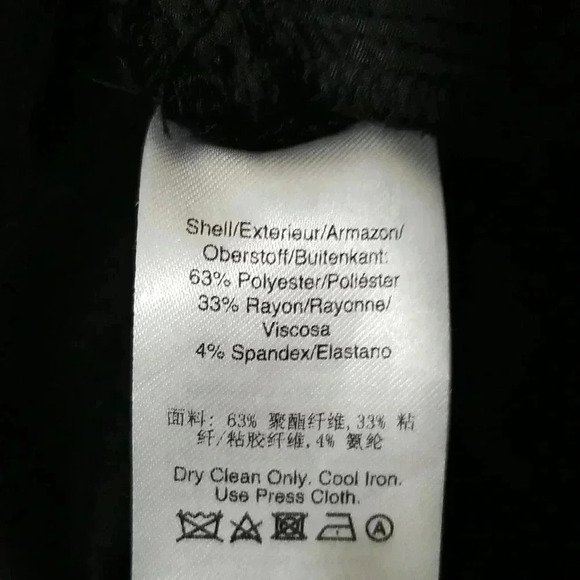 Shell/Exterieur/Armazon/
Oberstoff/Buitenkant:
63% Polyester/Poliéster
33% Rayon/Rayonne/
Viscosa
4% Spandex/Elastano
面料: 63% 聚酯纤维,33% 粘
纤/粘胶纤维,4% 氨纶
Dry Clean Only. Cool Iron.
Use Press Cloth.
A